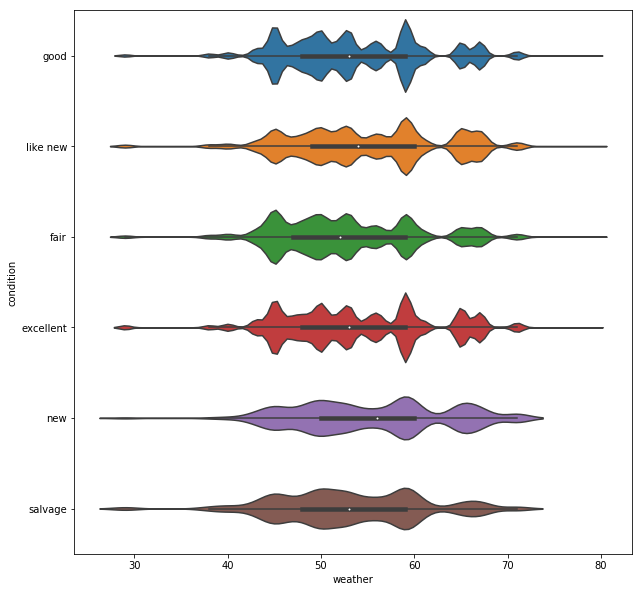 good
like new
fair
excellent
new
salvage
condition
30 40 50 60 70 80
weather